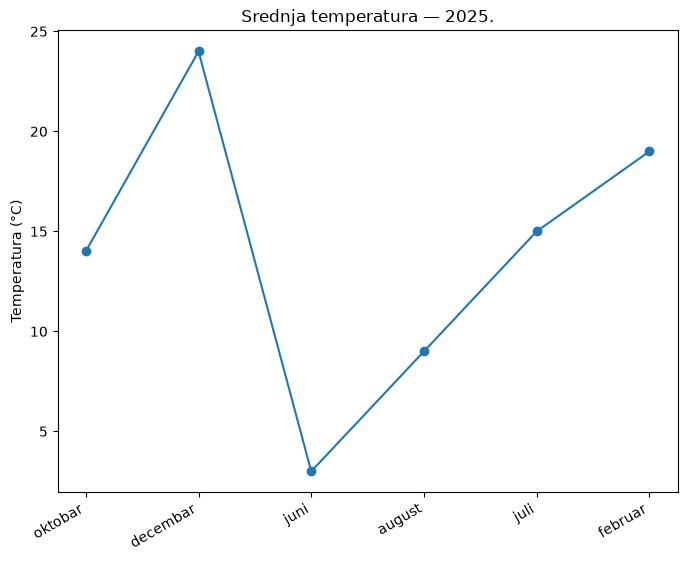 Srednja temperatura — 2025.
Temperatura (°C)
25
20
15
10
5
oktobar
decembar
juni
august
juli
februar